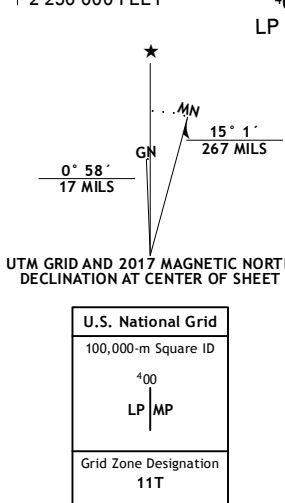 2 250 000 FEET
LP
★
MN
GN
15° 1´
267 MILS
0° 58´
17 MILS
UTM GRID AND 2017 MAGNETIC NORTH
DECLINATION AT CENTER OF SHEET
U.S. National Grid
100,000-m Square ID
400
LP MP
Grid Zone Designation
11T